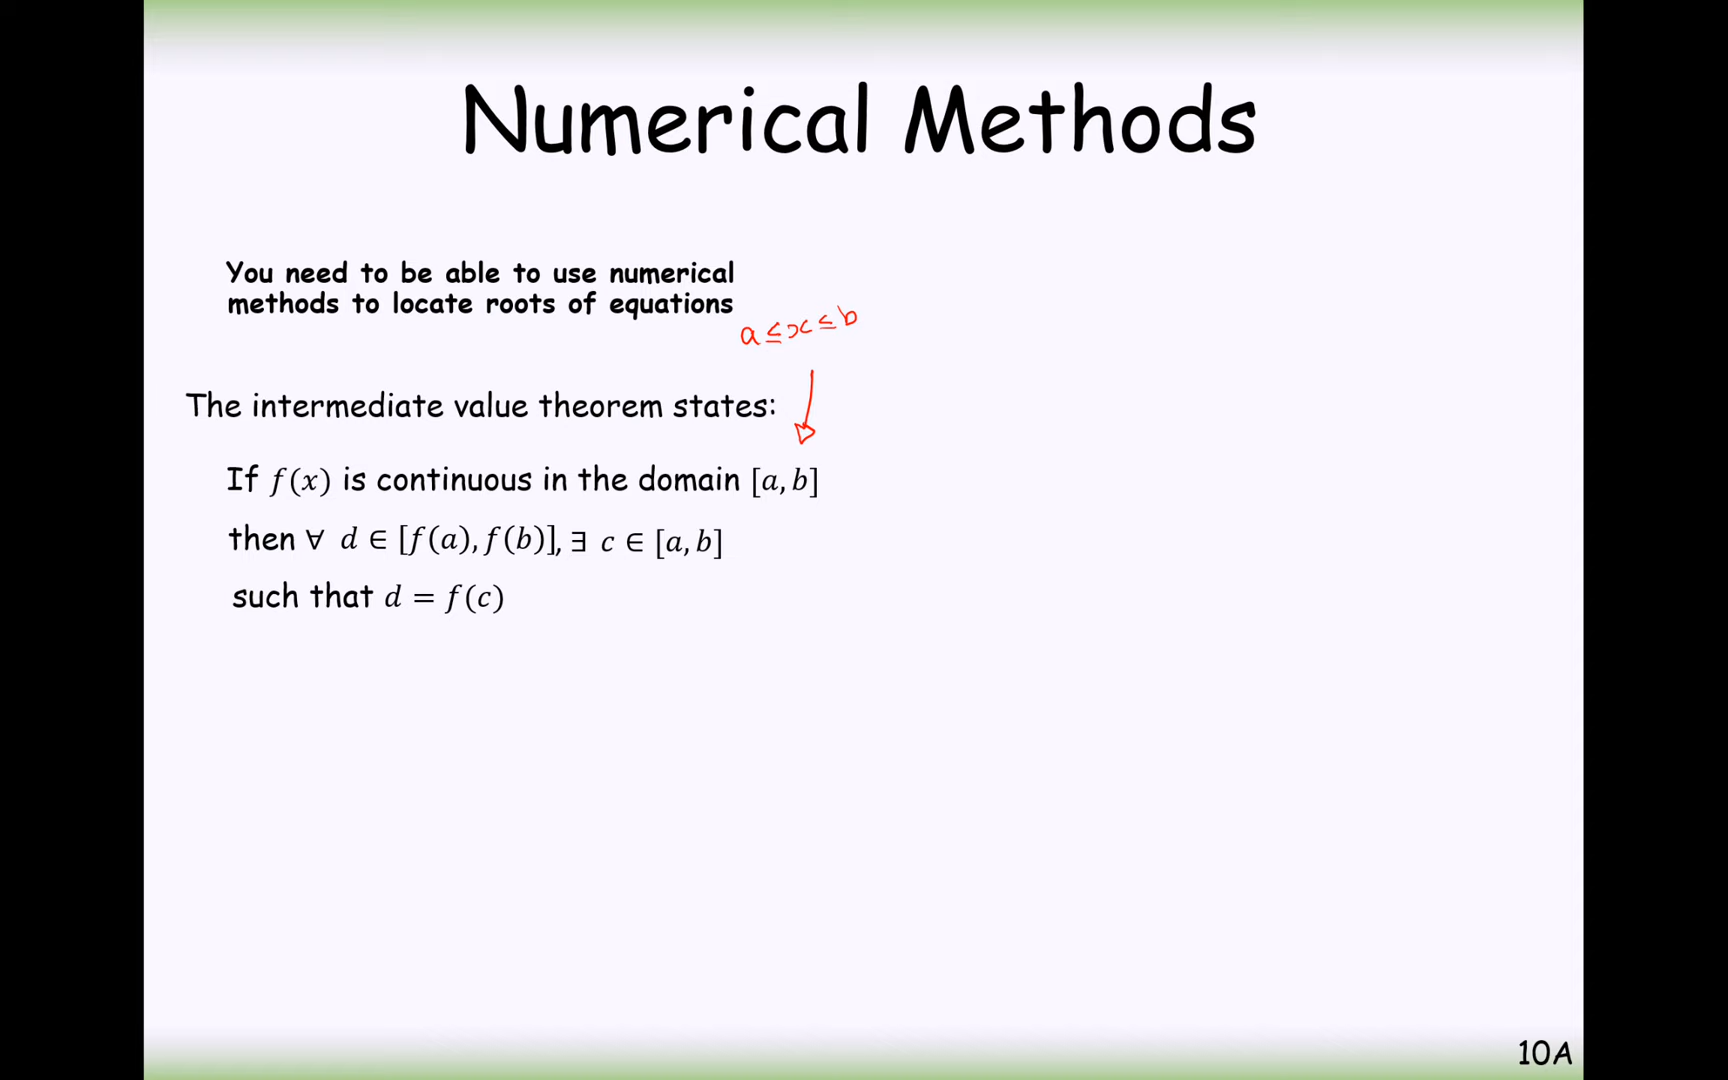 Numerical Methods
You need to be able to use numerical
methods to locate roots of equations
a ≤ x ≤ b
The intermediate value theorem states:
If f(x) is continuous in the domain [a, b]
then ∀ d ∈ [f(a), f(b)], ∃ c ∈ [a, b]
such that d = f(c)
10A